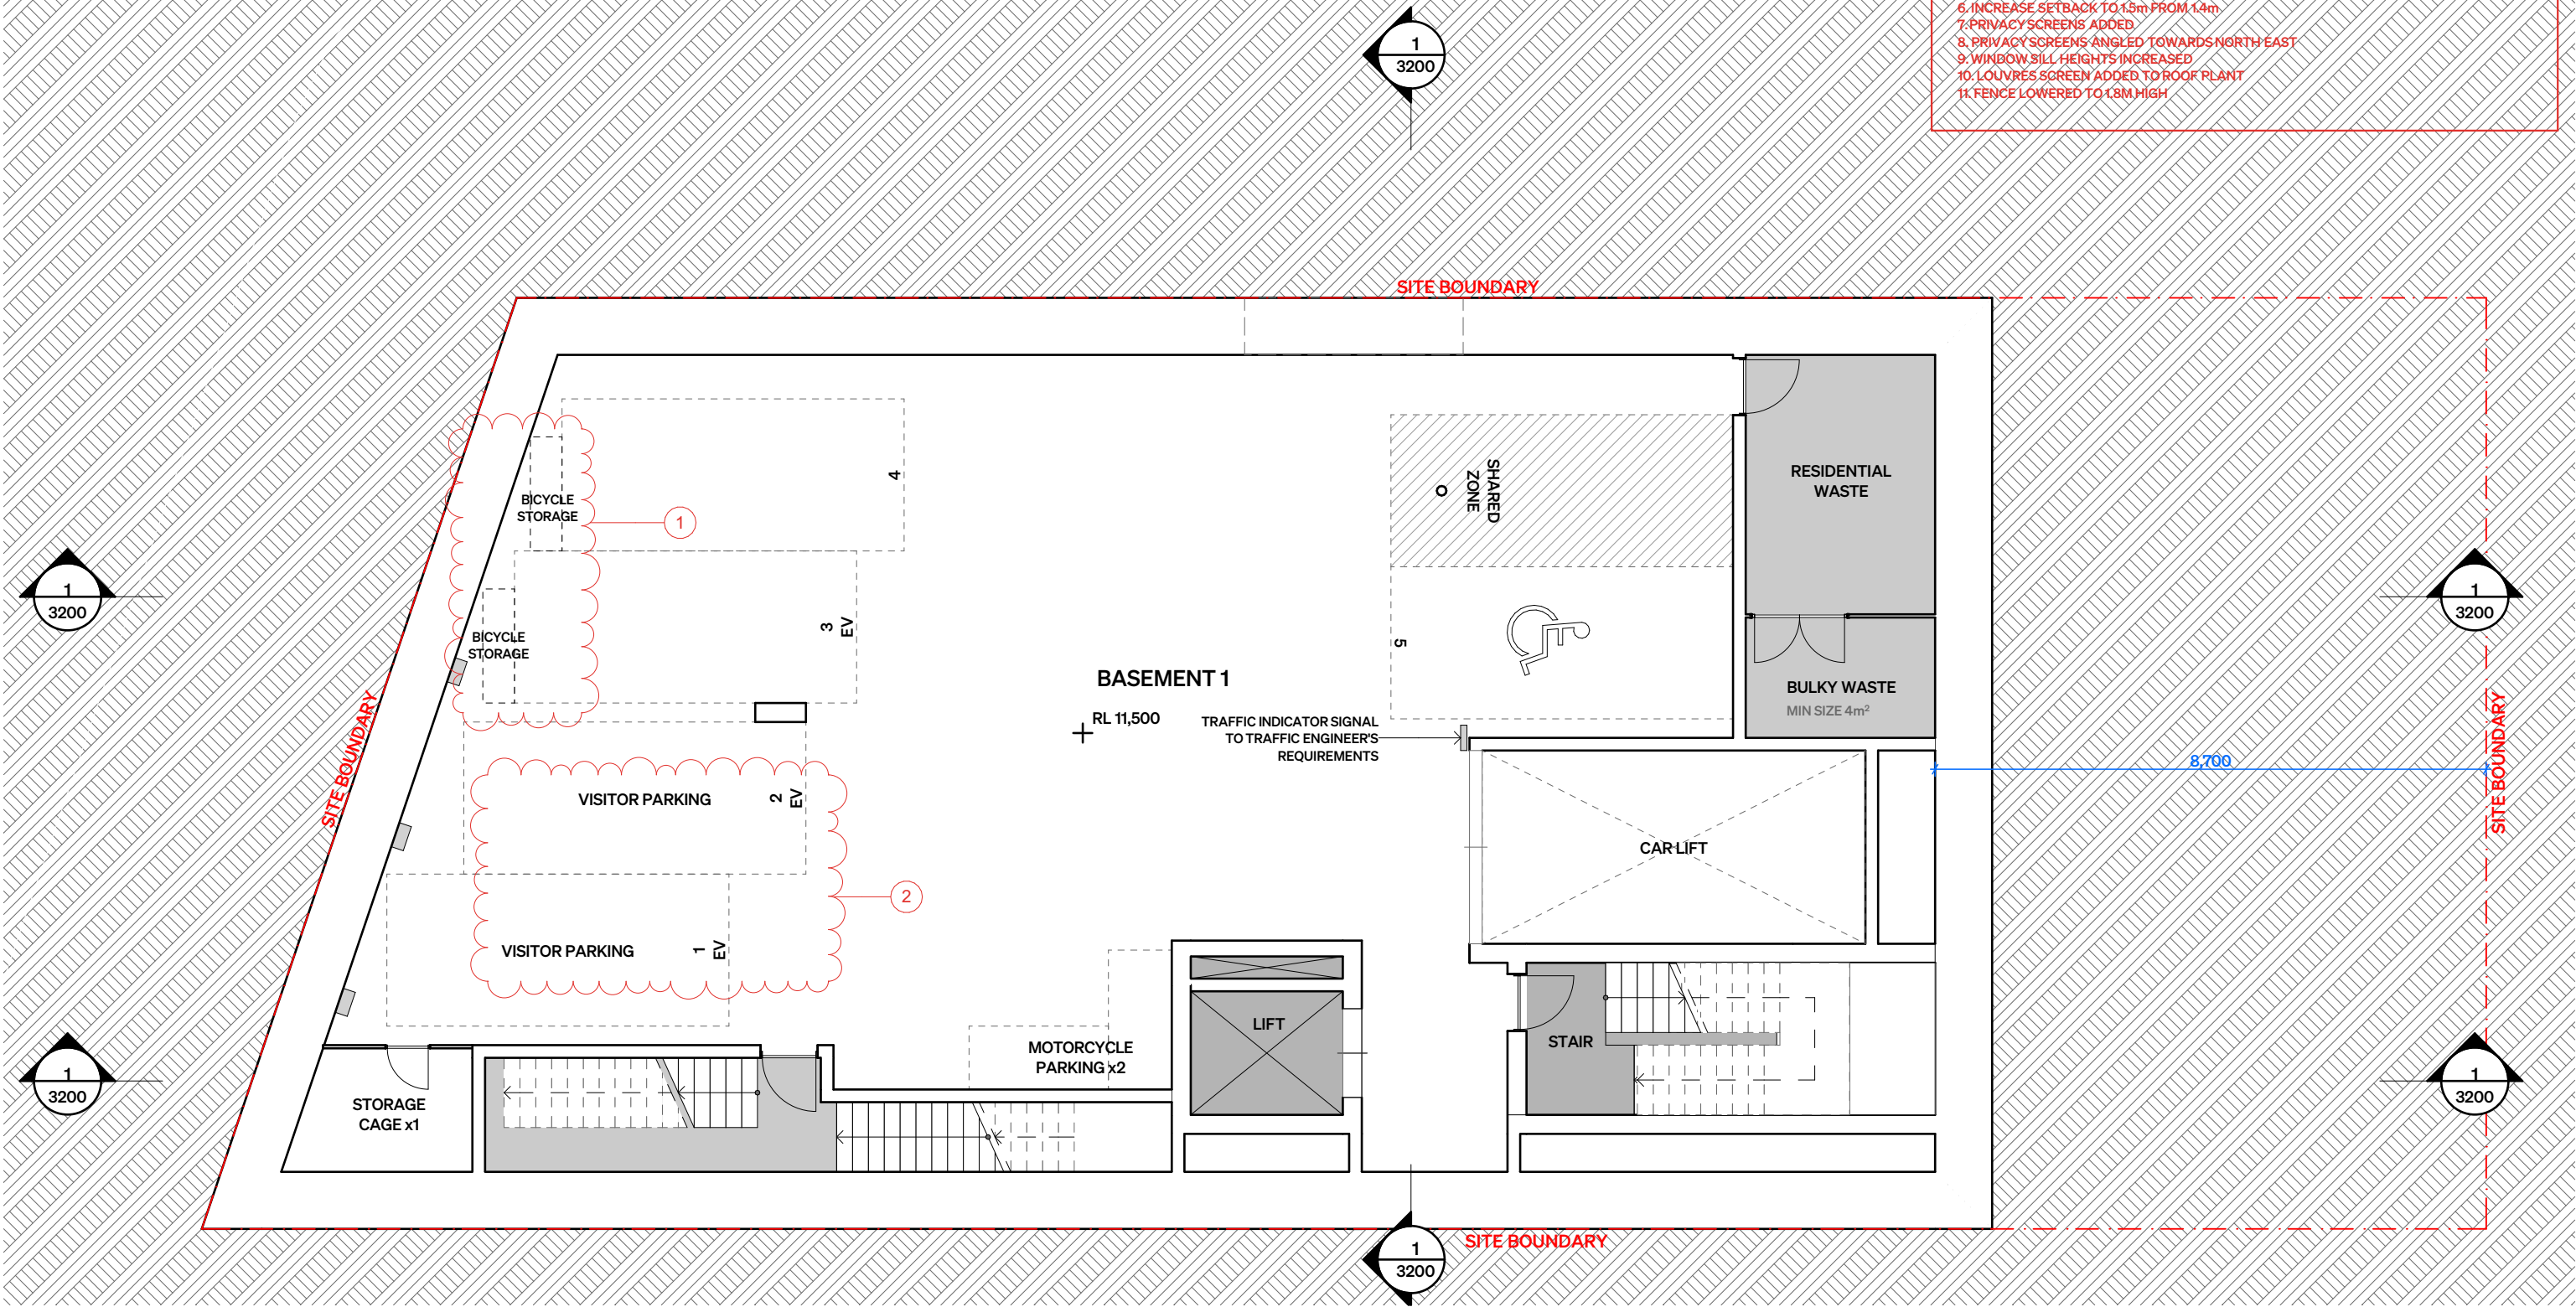 6. INCREASE SETBACK TO 1.5m FROM 1.4m
7. PRIVACY SCREENS ADDED
8. PRIVACY SCREENS ANGLED TOWARDS NORTH EAST
9. WINDOW SILL HEIGHTS INCREASED
10. LOUVRES SCREEN ADDED TO ROOF PLANT
11. FENCE LOWERED TO 1.8M HIGH
1
3200
SITE BOUNDARY
4
SHARED
ZONE
RESIDENTIAL
WASTE
BICYCLE
STORAGE
1
1
3200
3
EV
BICYCLE
STORAGE
5
1
3200
BASEMENT 1
RL 11,500
BULKY WASTE
MIN SIZE 4m²
TRAFFIC INDICATOR SIGNAL
TO TRAFFIC ENGINEER'S
REQUIREMENTS
SITE BOUNDARY
8,700
SITE BOUNDARY
VISITOR PARKING
2
EV
CAR LIFT
2
VISITOR PARKING
1
EV
LIFT
STAIR
MOTORCYCLE
PARKING x2
1
3200
STORAGE
CAGE x1
1
3200
SITE BOUNDARY
1
3200